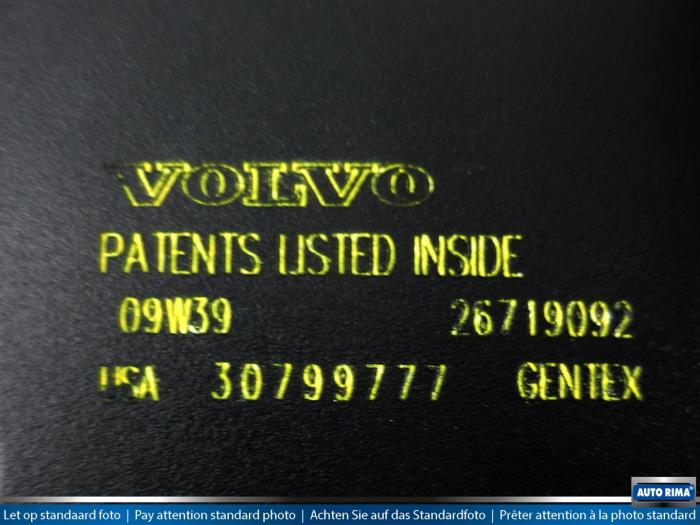 VOLVO
PATENTS LISTED INSIDE
09W39 26719092
USA 30799777 GENTEX
AUTO RIMA
Let op standaard foto | Pay attention standard photo | Achten Sie auf das Standardfoto | Prêter attention à la photo standard